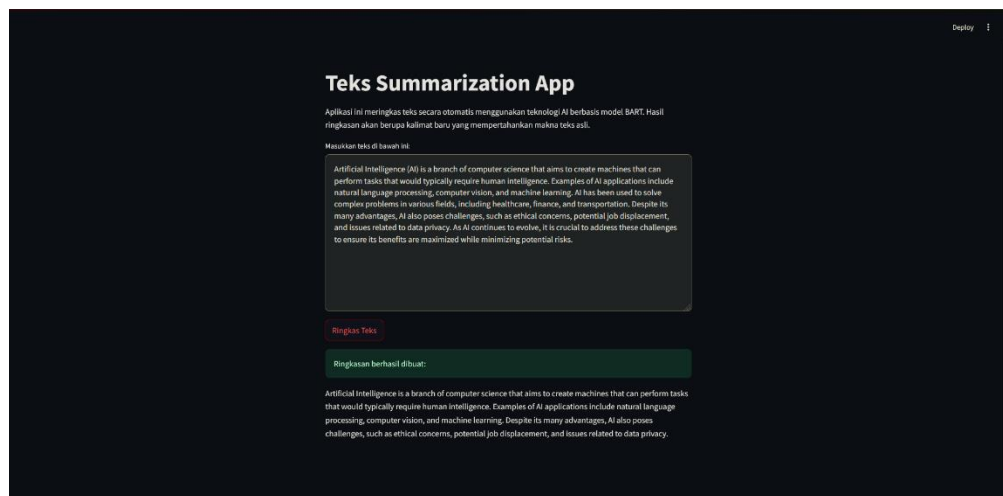 Deploy
Teks Summarization App
Aplikasi ini meringkas teks secara otomatis menggunakan teknologi AI berbasis model BART. Hasil
ringkasan akan berupa kalimat baru yang mempertahankan makna teks asli.
Masukkan teks di bawah ini:
Artificial Intelligence (AI) is a branch of computer science that aims to create machines that can
perform tasks that would typically require human intelligence. Examples of AI applications include
natural language processing, computer vision, and machine learning. AI has been used to solve
complex problems in various fields, including healthcare, finance, and transportation. Despite its
many advantages, AI also poses challenges, such as ethical concerns, potential job displacement,
and issues related to data privacy. As AI continues to evolve, it is crucial to address these challenges
to ensure its benefits are maximized while minimizing potential risks.
Ringkas Teks
Ringkasan berhasil dibuat:
Artificial Intelligence is a branch of computer science that aims to create machines that can perform tasks
that would typically require human intelligence. Examples of AI applications include natural language
processing, computer vision, and machine learning. Despite its many advantages, AI also poses
challenges, such as ethical concerns, potential job displacement, and issues related to data privacy.